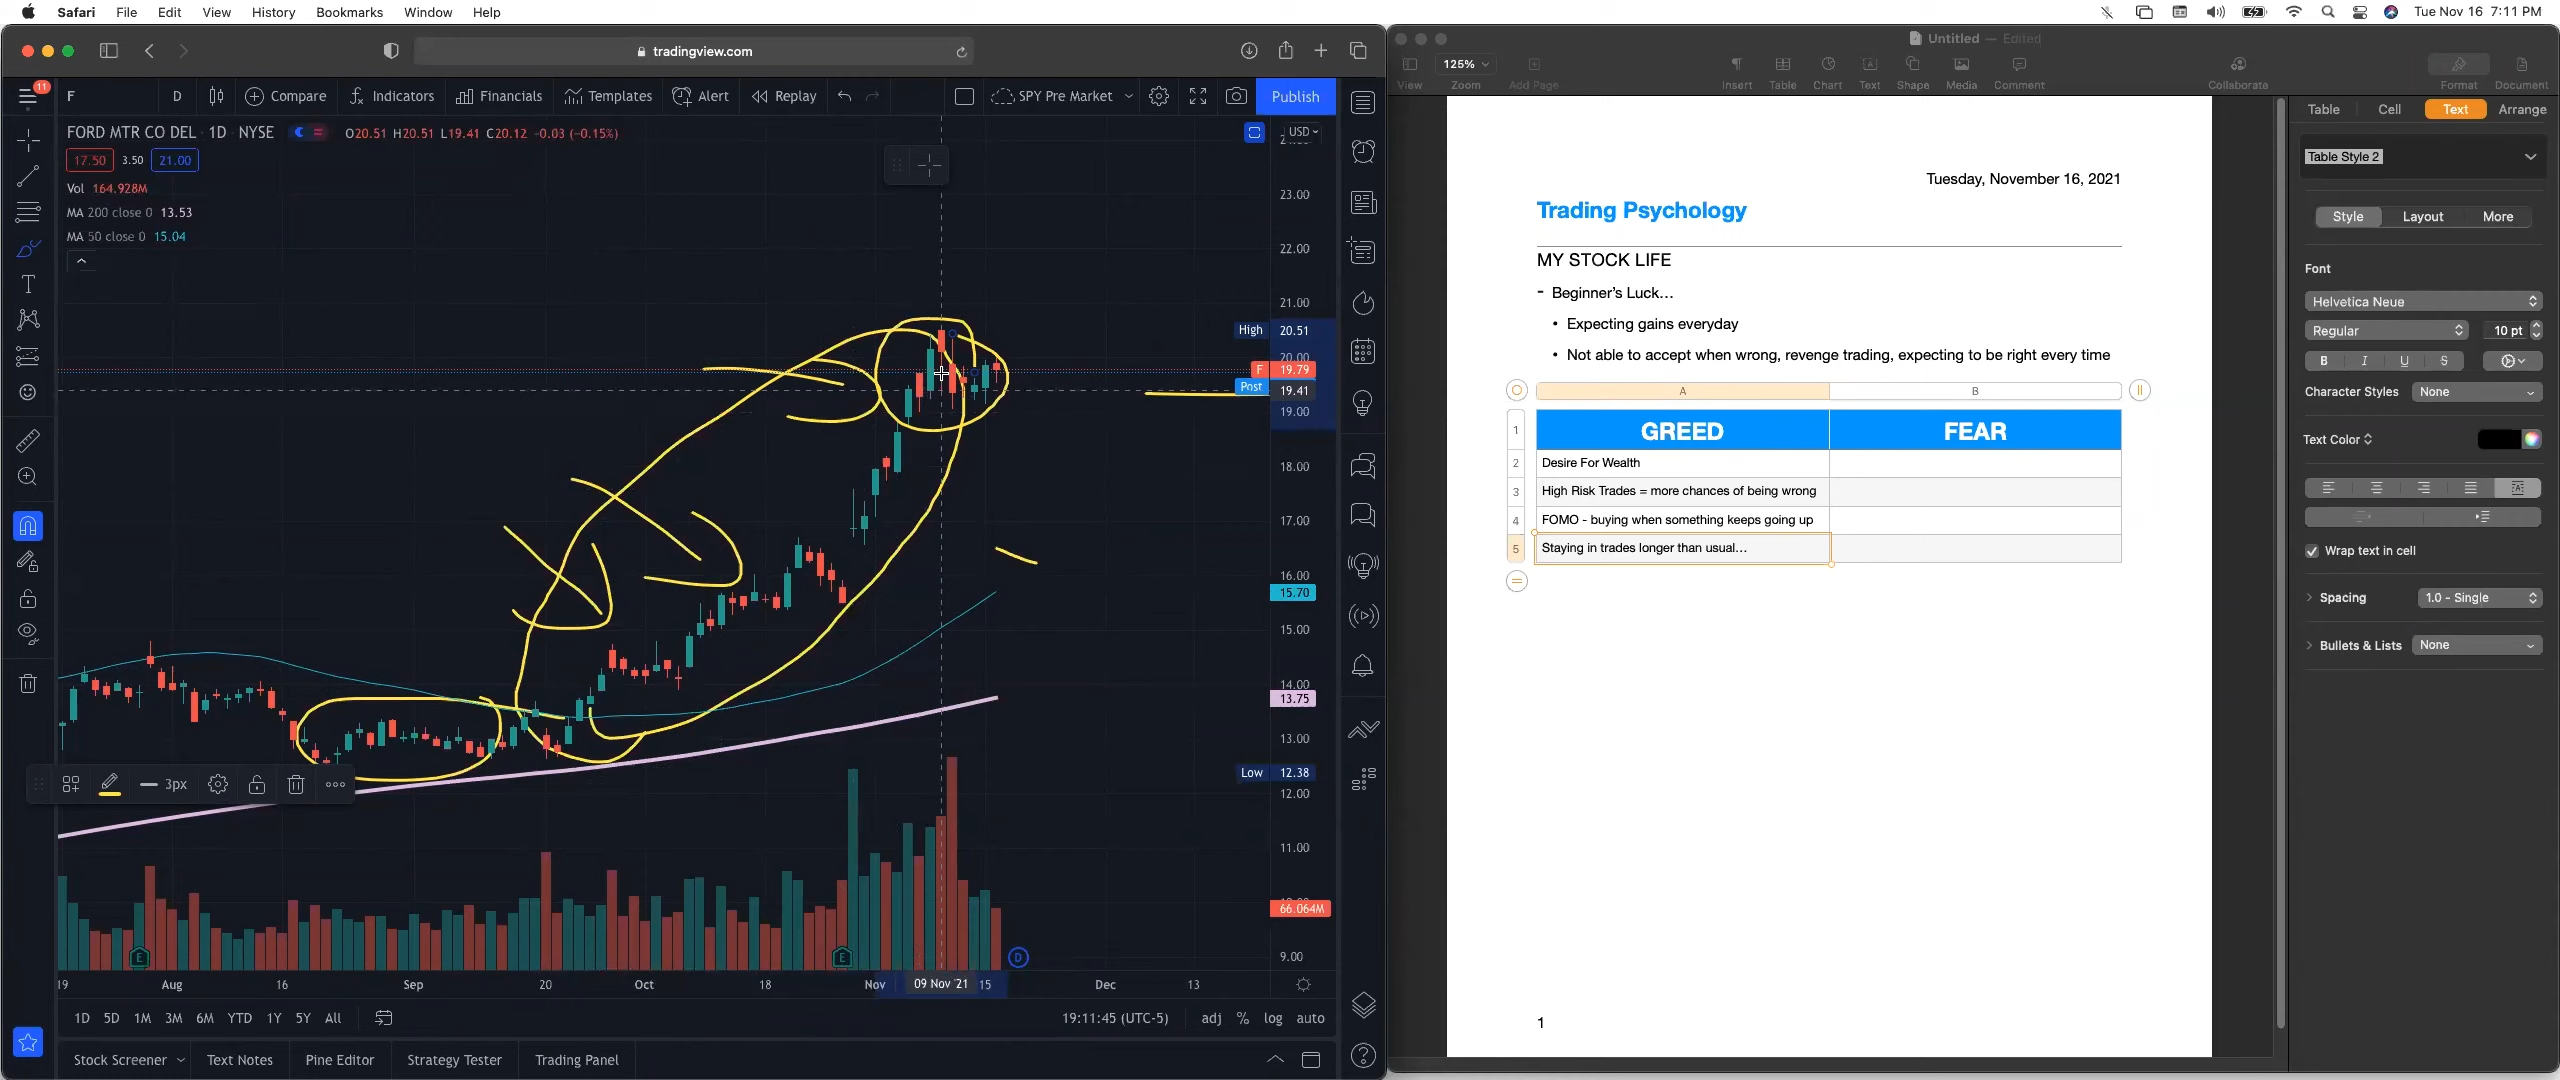 Safari File Edit View History Bookmarks Window Help Tue Nov 16 7:11 PM
tradingview.com
11 F D Compare Indicators Financials Templates Alert Replay SPY Pre Market Publish
FORD MTR CO DEL 1D NYSE O20.51 H20.51 L19.41 C20.12 -0.03 (-0.15%) USD
17.50 3.50 21.00
Vol 164.928M
MA 200 close 0 13.53
MA 50 close 0 15.04
23.00
22.00
21.00
High 20.51
20.00
F 19.79
Post 19.41
19.00
18.00
17.00
16.00
15.70
15.00
14.00
13.75
13.00
Low 12.38
12.00
11.00
66.064M
9.00
E E D
3px
19 Aug 16 Sep 20 Oct 18 Nov 09 Nov '21 15 Dec 13
1D 5D 1M 3M 6M YTD 1Y 5Y All 19:11:45 (UTC-5) adj % log auto
Stock Screener Text Notes Pine Editor Strategy Tester Trading Panel
Untitled — Edited
125%
View Zoom Add Page Insert Table Chart Text Shape Media Comment Collaborate Format Document
Tuesday, November 16, 2021
Trading Psychology
MY STOCK LIFE
- Beginner's Luck…
• Expecting gains everyday
• Not able to accept when wrong, revenge trading, expecting to be right every time
A B
1 GREED FEAR
2 Desire For Wealth
3 High Risk Trades = more chances of being wrong
4 FOMO - buying when something keeps going up
5 Staying in trades longer than usual…
1
Table Cell Text Arrange
Table Style 2
Style Layout More
Font
Helvetica Neue
Regular 10 pt
B I U S
Character Styles None
Text Color
Wrap text in cell
Spacing 1.0 - Single
Bullets & Lists None